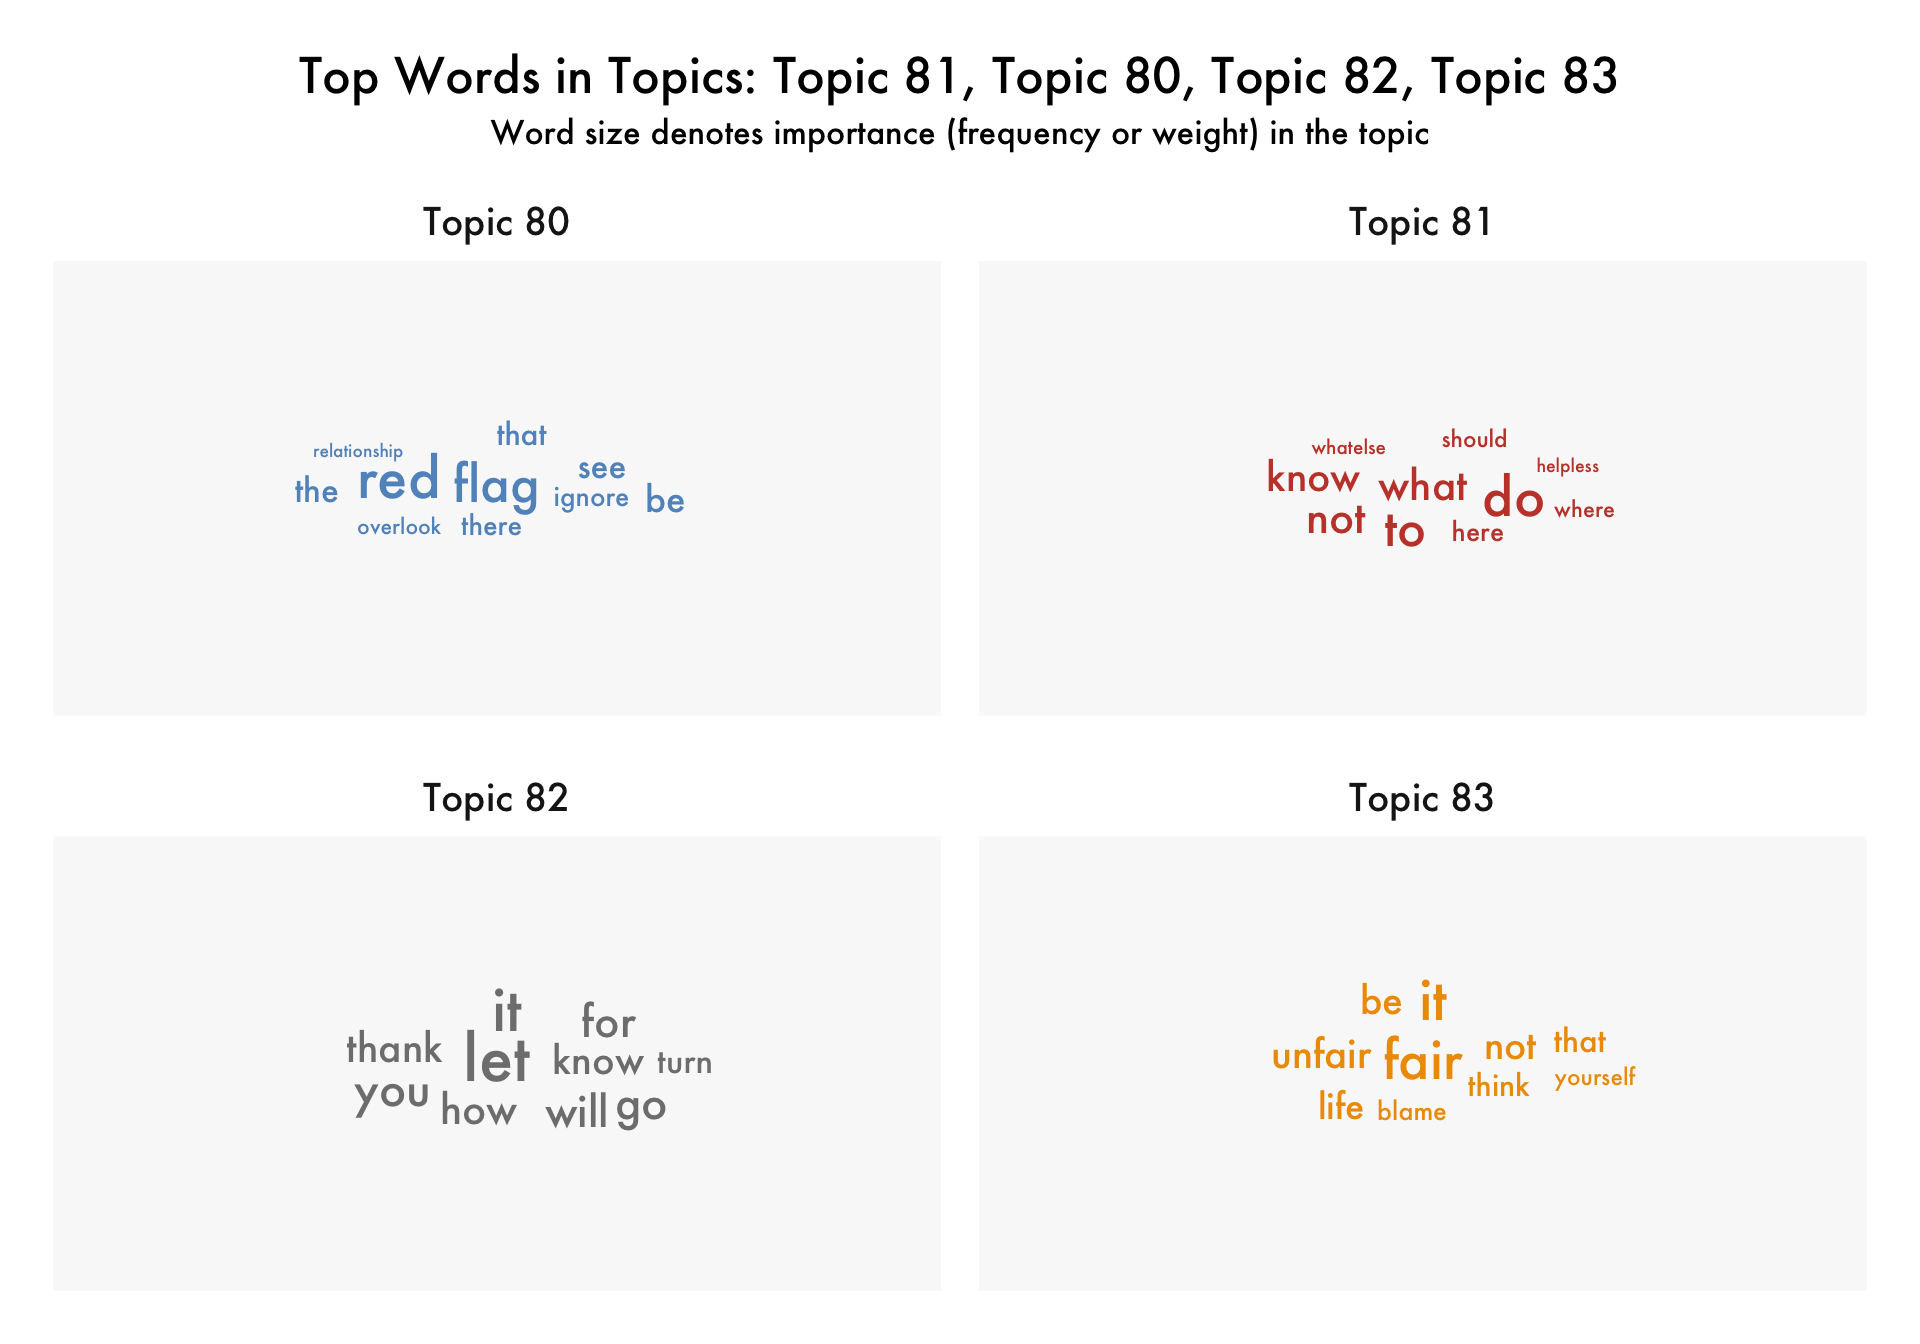 Top Words in Topics: Topic 81, Topic 80, Topic 82, Topic 83
Word size denotes importance (frequency or weight) in the topic
Topic 80
that
relationship
see
the red flag ignore be
overlook there
Topic 81
should
whatelse
helpless
know what do where
not to here
Topic 82
it for
thank let know turn
you how will go
Topic 83
be it
unfair fair not that
think yourself
life blame